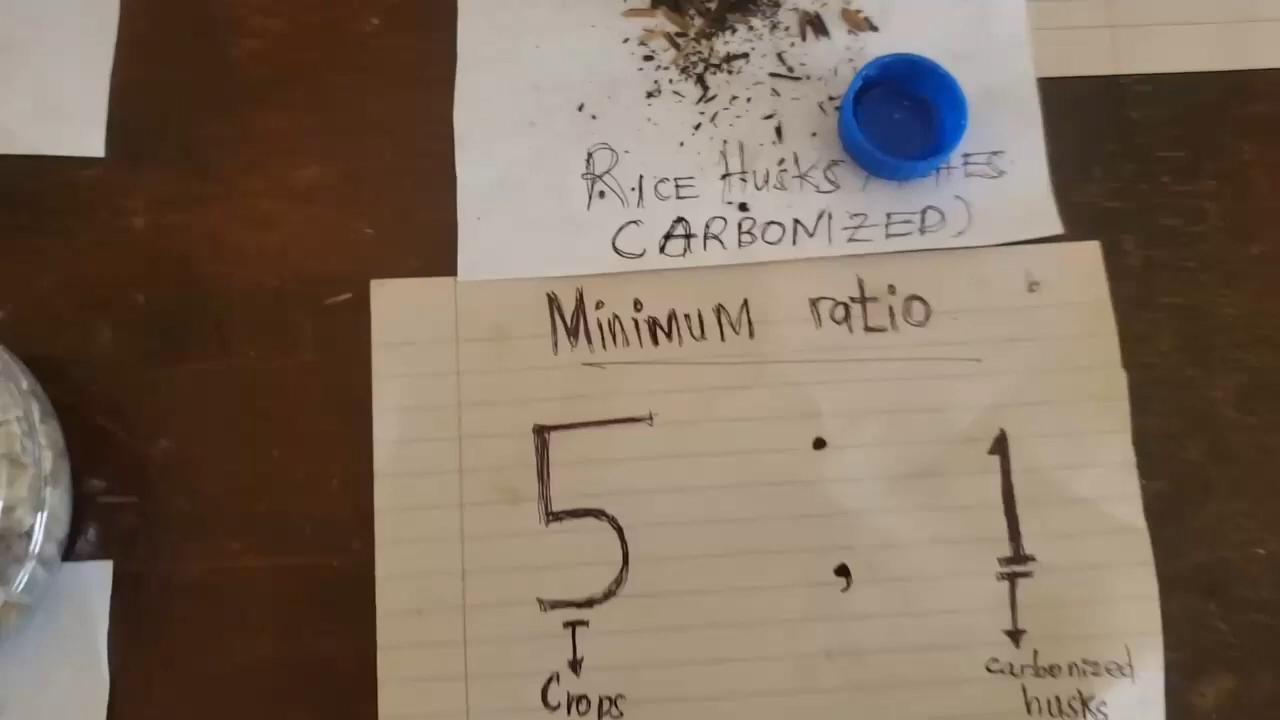 RICE Husks
CARBONIZED)
Minimum ratio
5 : 1
Crops
carbonized
husks